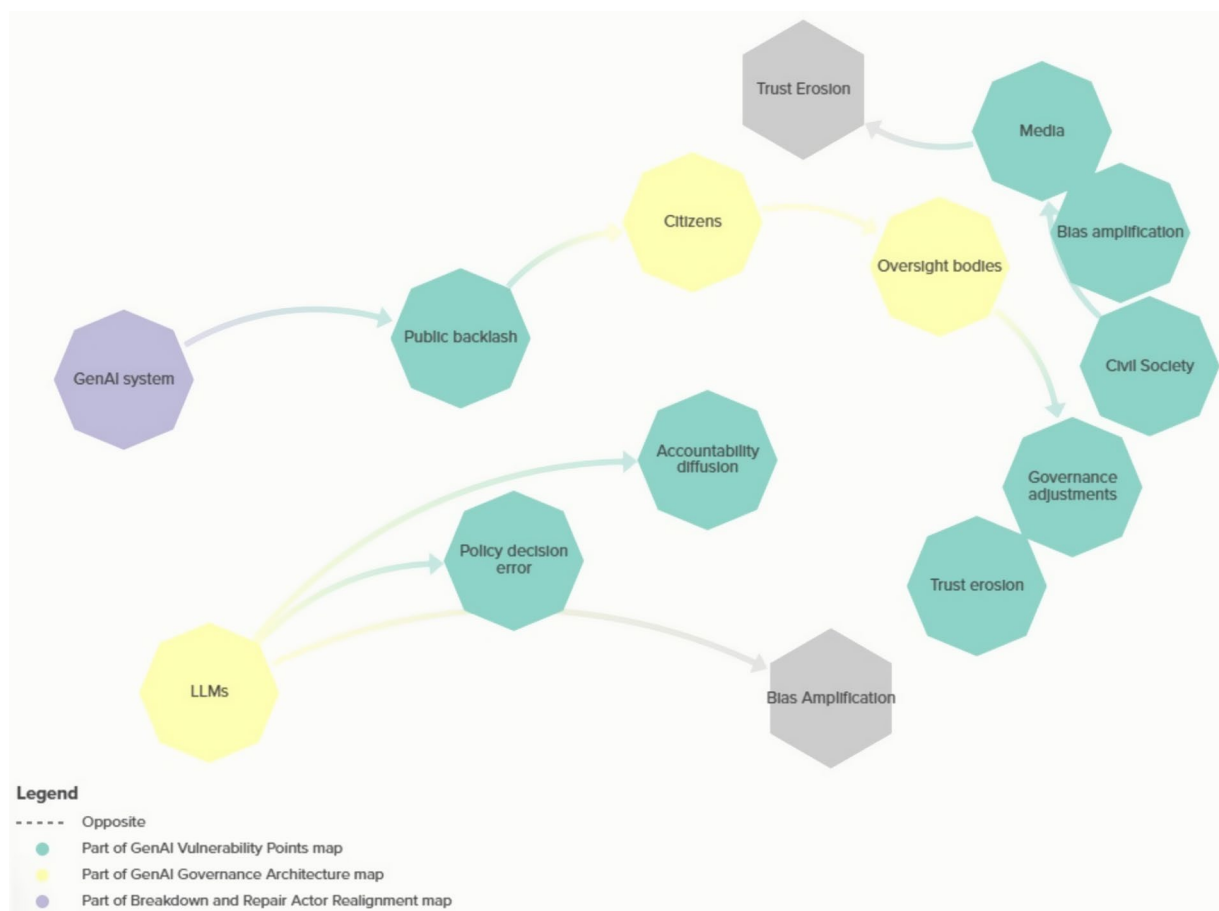 Trust Erosion
Media
Citizens
Bias amplification
Oversight bodies
Public backlash
Civil Society
GenAI system
Accountability
diffusion
Governance
adjustments
Policy decision
error
Trust erosion
LLMs
Bias Amplification
Legend
Opposite
Part of GenAI Vulnerability Points map
Part of GenAI Governance Architecture map
Part of Breakdown and Repair Actor Realignment map